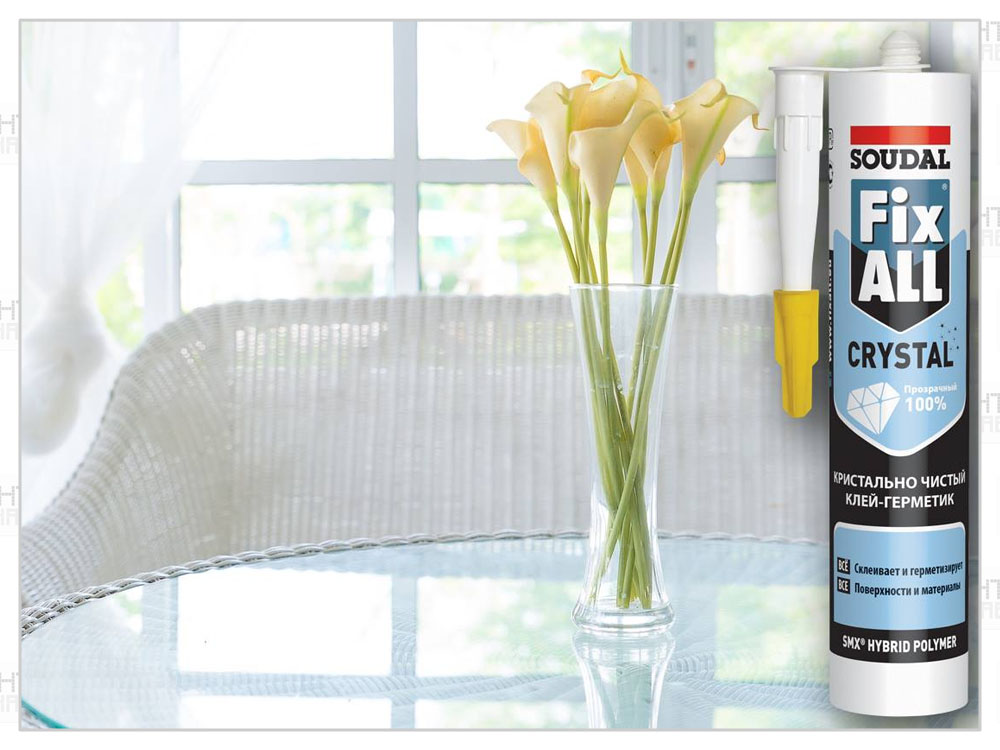 SOUDAL
Fix
ALL
CRYSTAL
Прозрачный
100%
КРИСТАЛЬНО ЧИСТЫЙ
КЛЕЙ-ГЕРМЕТИК
ВСЁ Склеивает и герметизирует
ВСЕ Поверхности и материалы
SMX® HYBRID POLYMER